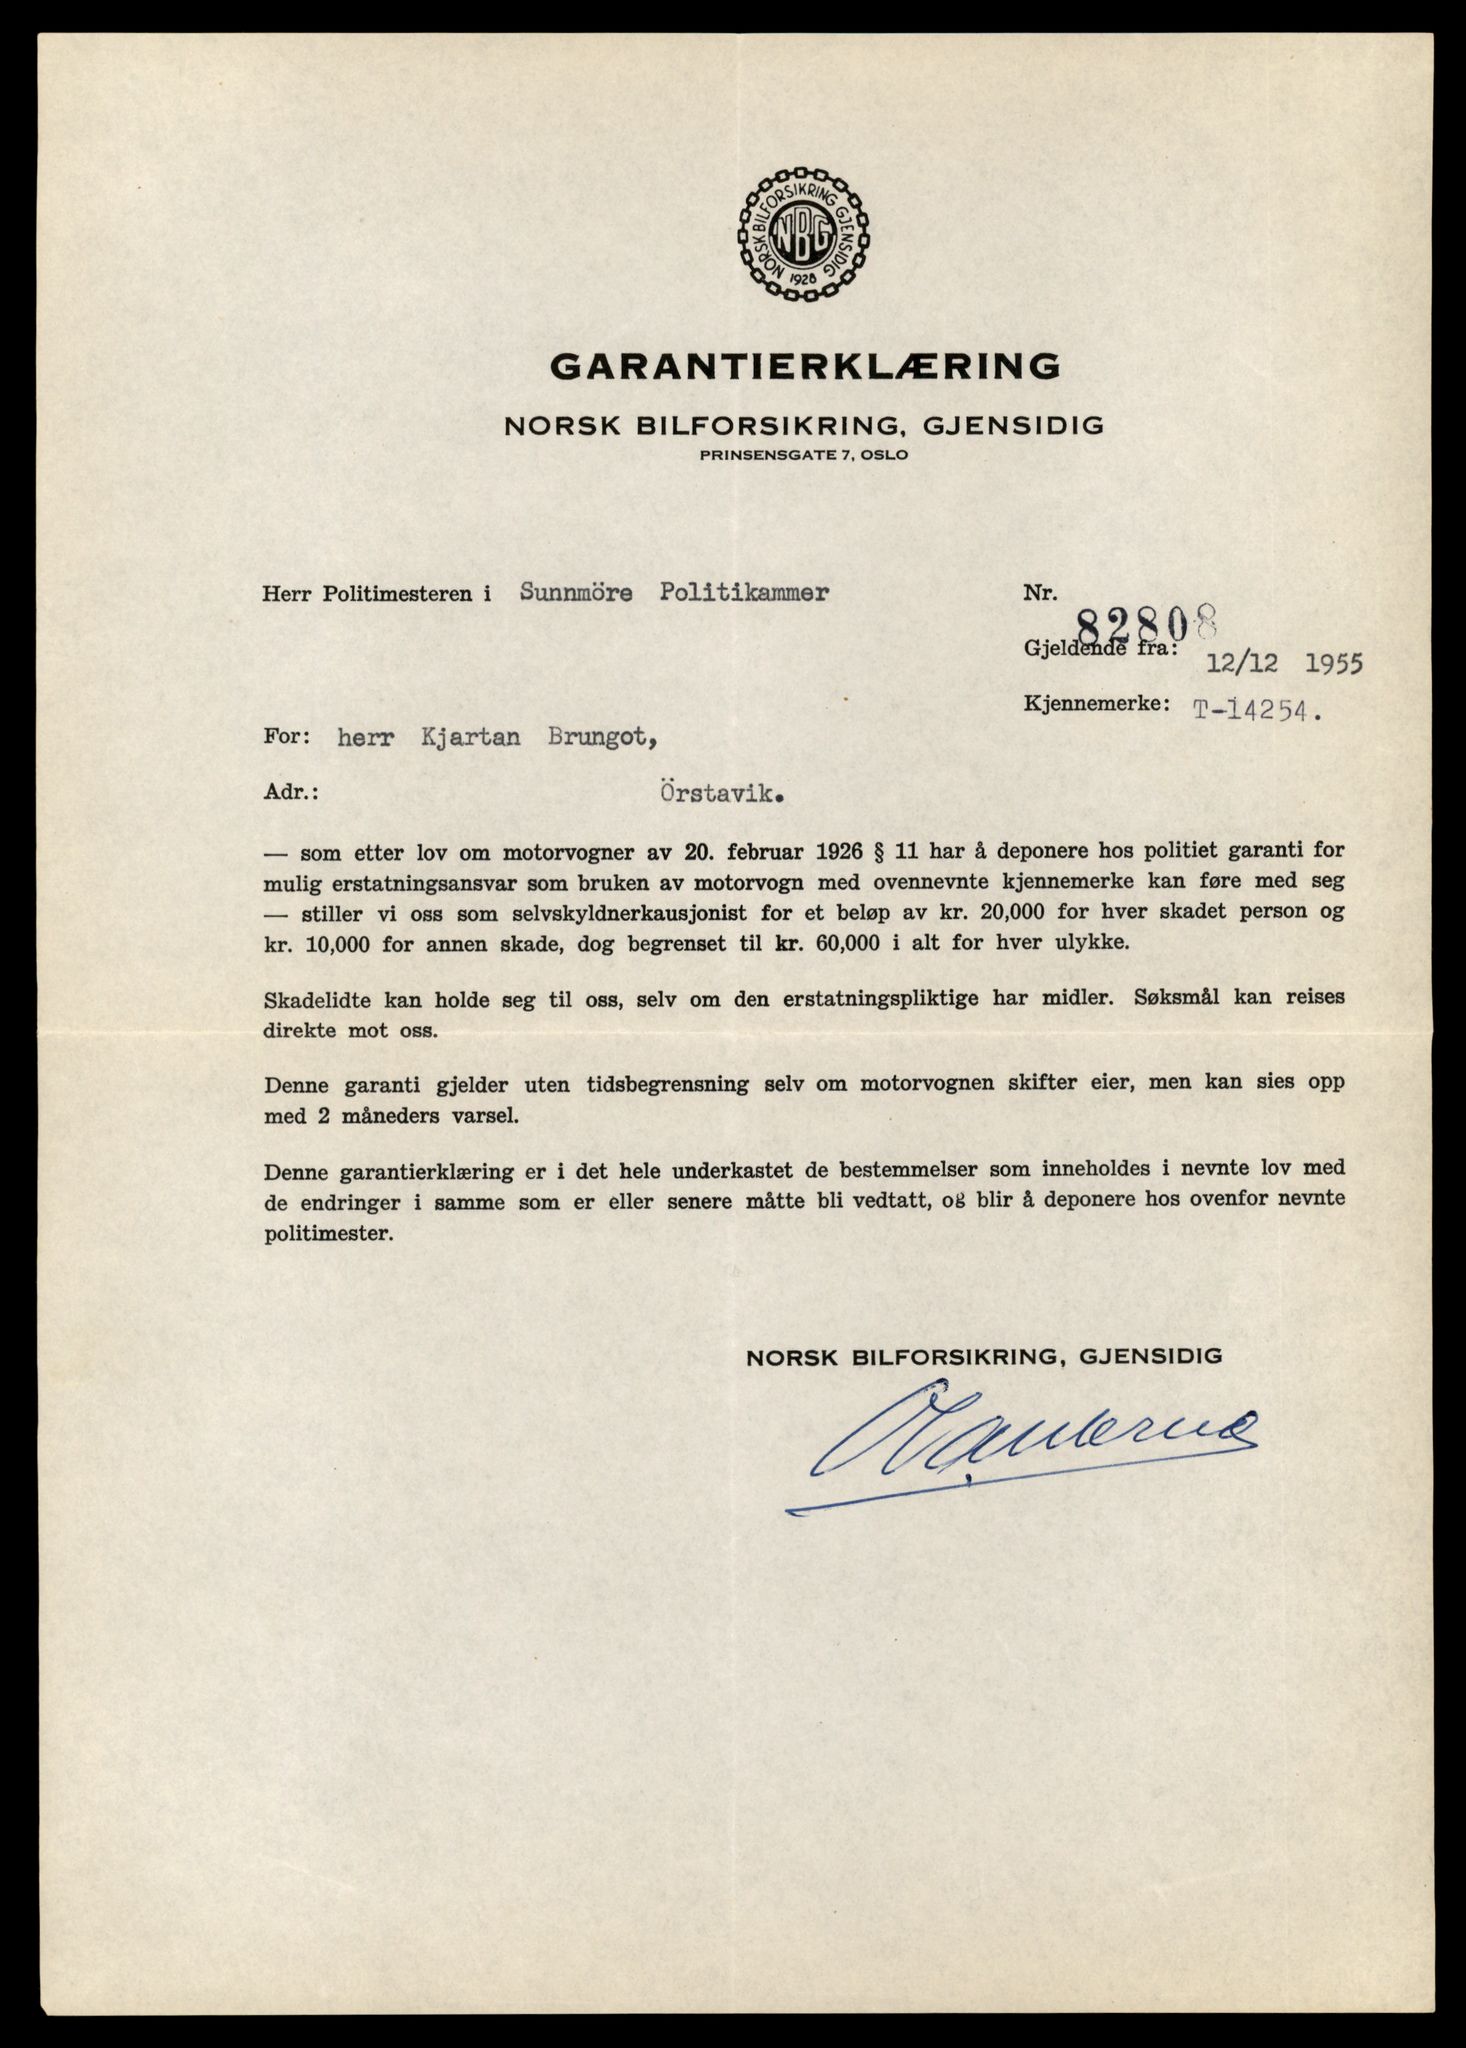 NORSK BILFORSIKRING GJENSIDIG
NBG
1928
GARANTIERKLÆRING
NORSK BILFORSIKRING, GJENSIDIG
PRINSENSGATE 7, OSLO
Herr Politimesteren i Sunnmöre Politikammer
Nr. 82808
Gjeldende fra: 12/12 1955
Kjennemerke: T-14254.
For: herr Kjartan Brungot,
Adr.: Örstavik.
— som etter lov om motorvogner av 20. februar 1926 § 11 har å deponere hos politiet garanti for
mulig erstatningsansvar som bruken av motorvogn med ovennevnte kjennemerke kan føre med seg
— stiller vi oss som selvskyldnerkausjonist for et beløp av kr. 20,000 for hver skadet person og
kr. 10,000 for annen skade, dog begrenset til kr. 60,000 i alt for hver ulykke.
Skadelidte kan holde seg til oss, selv om den erstatningspliktige har midler. Søksmål kan reises
direkte mot oss.
Denne garanti gjelder uten tidsbegrensning selv om motorvognen skifter eier, men kan sies opp
med 2 måneders varsel.
Denne garantierklæring er i det hele underkastet de bestemmelser som inneholdes i nevnte lov med
de endringer i samme som er eller senere måtte bli vedtatt, og blir å deponere hos ovenfor nevnte
politimester.
NORSK BILFORSIKRING, GJENSIDIG